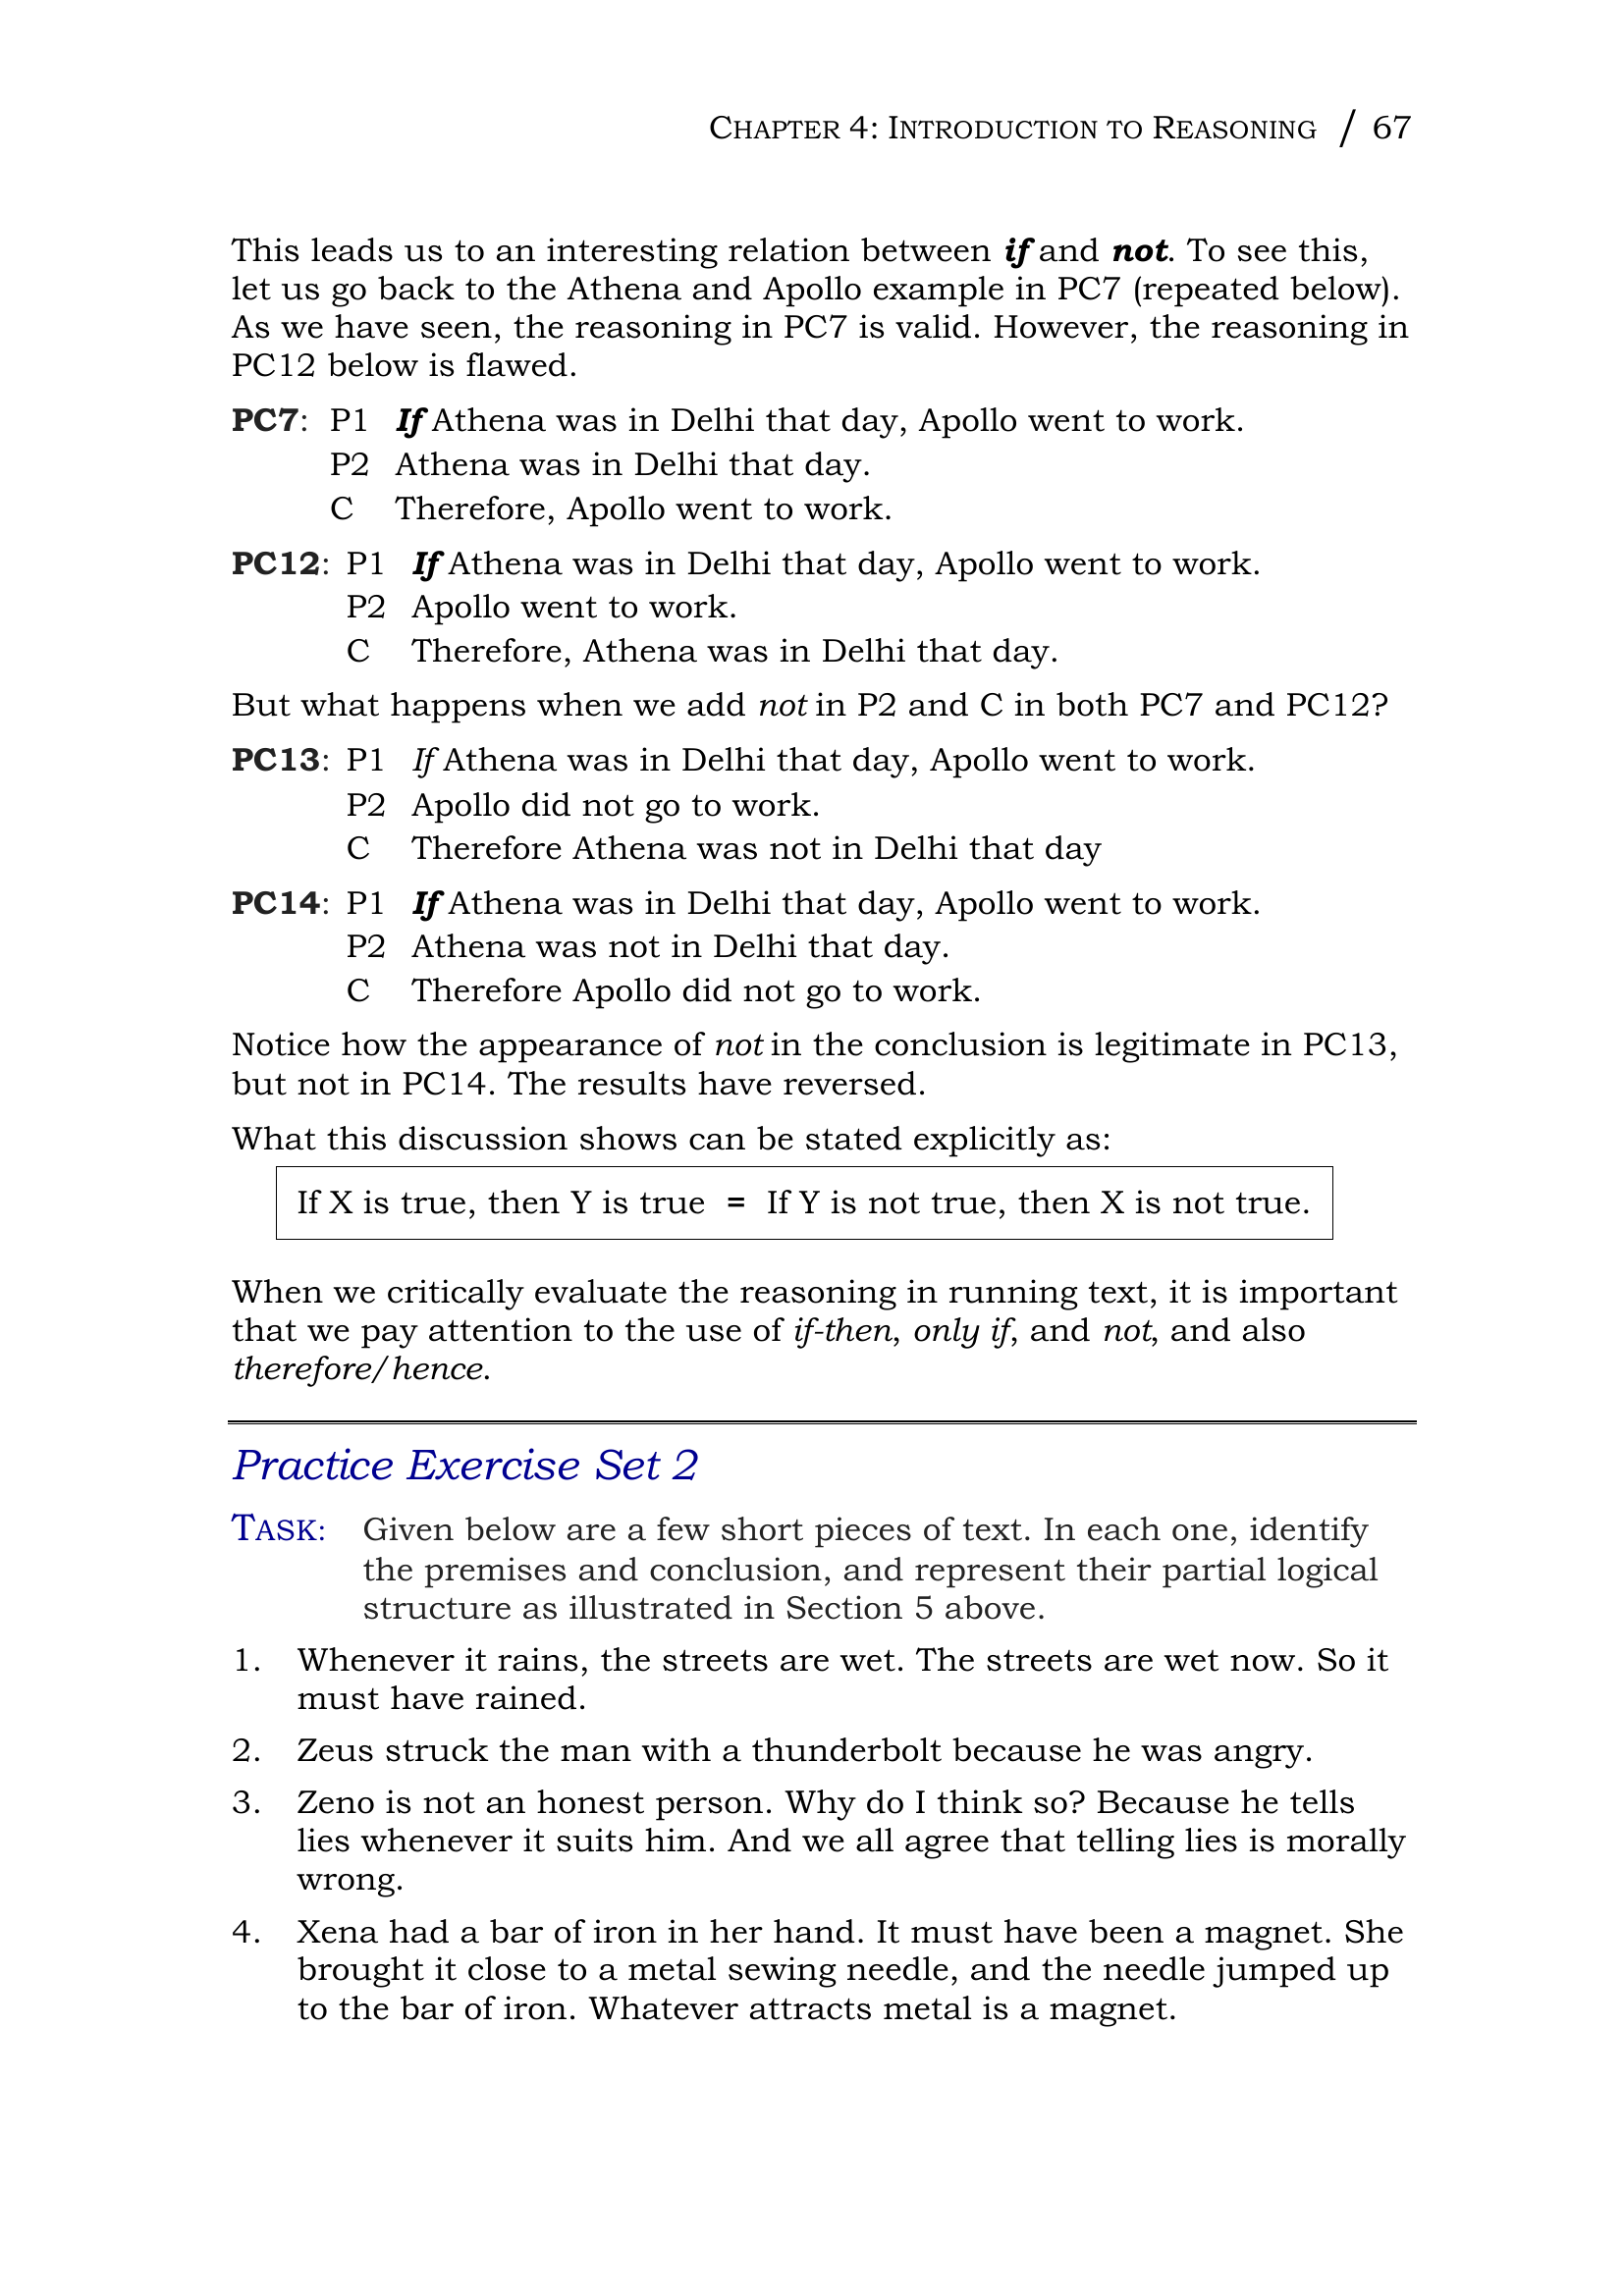 CHAPTER 4: INTRODUCTION TO REASONING / 67
This leads us to an interesting relation between if and not. To see this,
let us go back to the Athena and Apollo example in PC7 (repeated below).
As we have seen, the reasoning in PC7 is valid. However, the reasoning in
PC12 below is flawed.
PC7: P1 If Athena was in Delhi that day, Apollo went to work.
P2 Athena was in Delhi that day.
C Therefore, Apollo went to work.
PC12: P1 If Athena was in Delhi that day, Apollo went to work.
P2 Apollo went to work.
C Therefore, Athena was in Delhi that day.
But what happens when we add not in P2 and C in both PC7 and PC12?
PC13: P1 If Athena was in Delhi that day, Apollo went to work.
P2 Apollo did not go to work.
C Therefore Athena was not in Delhi that day
PC14: P1 If Athena was in Delhi that day, Apollo went to work.
P2 Athena was not in Delhi that day.
C Therefore Apollo did not go to work.
Notice how the appearance of not in the conclusion is legitimate in PC13,
but not in PC14. The results have reversed.
What this discussion shows can be stated explicitly as:
If X is true, then Y is true = If Y is not true, then X is not true.
When we critically evaluate the reasoning in running text, it is important
that we pay attention to the use of if-then, only if, and not, and also
therefore/hence.
Practice Exercise Set 2
TASK: Given below are a few short pieces of text. In each one, identify
the premises and conclusion, and represent their partial logical
structure as illustrated in Section 5 above.
1. Whenever it rains, the streets are wet. The streets are wet now. So it
must have rained.
2. Zeus struck the man with a thunderbolt because he was angry.
3. Zeno is not an honest person. Why do I think so? Because he tells
lies whenever it suits him. And we all agree that telling lies is morally
wrong.
4. Xena had a bar of iron in her hand. It must have been a magnet. She
brought it close to a metal sewing needle, and the needle jumped up
to the bar of iron. Whatever attracts metal is a magnet.